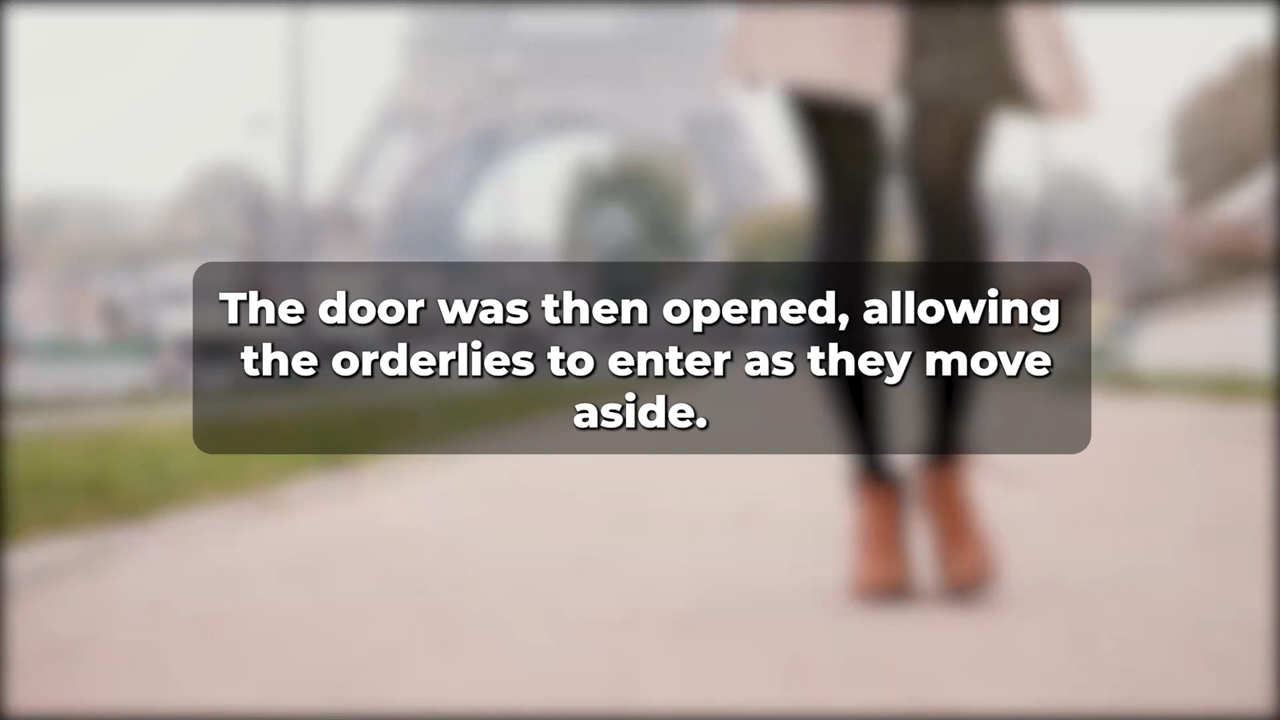 The door was then opened, allowing
the orderlies to enter as they move
aside.